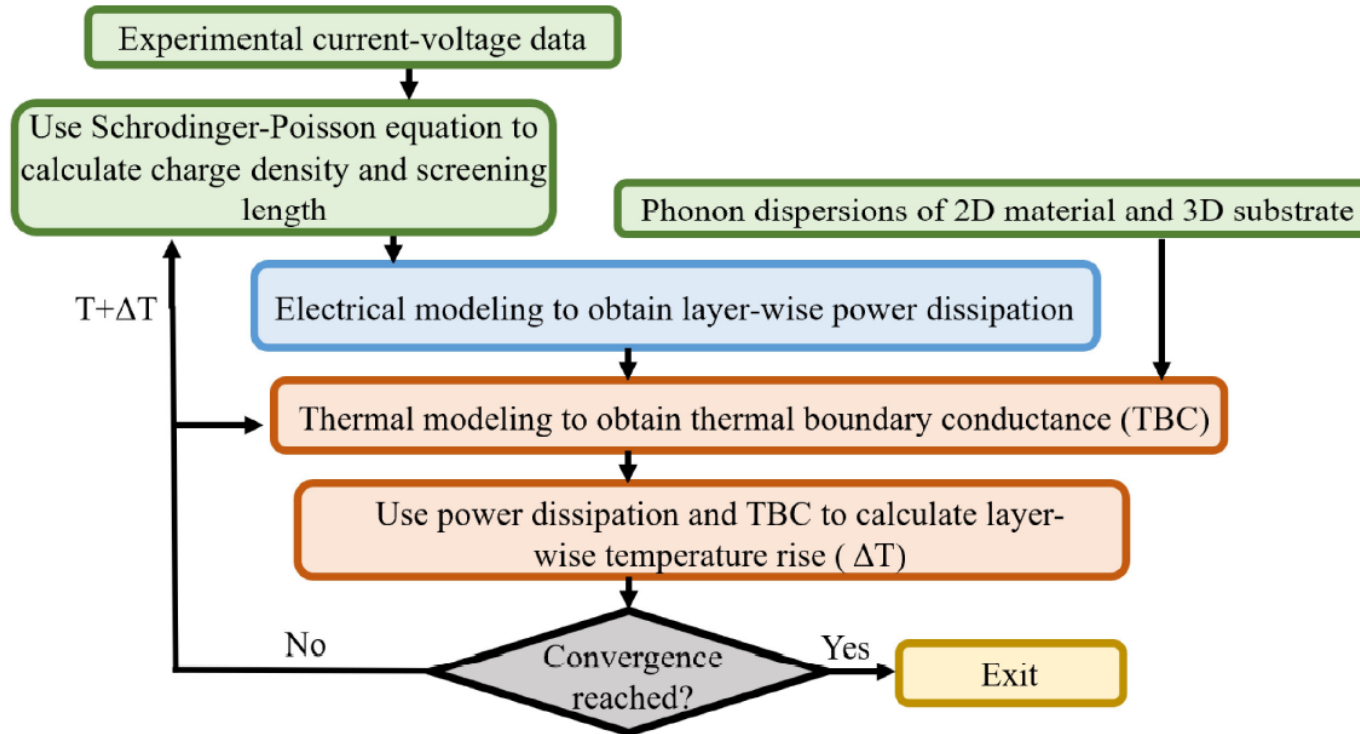 Experimental current-voltage data
Use Schrodinger-Poisson equation to
calculate charge density and screening
length
Phonon dispersions of 2D material and 3D substrate
T+ΔT
Electrical modeling to obtain layer-wise power dissipation
Thermal modeling to obtain thermal boundary conductance (TBC)
Use power dissipation and TBC to calculate layer-
wise temperature rise ( ΔT)
No
Convergence
reached?
Yes
Exit